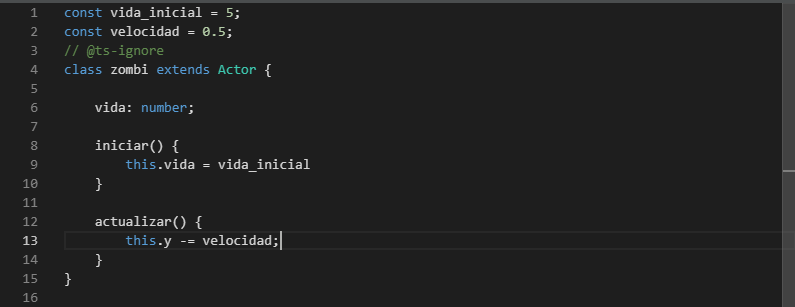 1 const vida_inicial = 5;
2 const velocidad = 0.5;
3 // @ts-ignore
4 class zombi extends Actor {
5
6 vida: number;
7
8 iniciar() {
9 this.vida = vida_inicial
10 }
11
12 actualizar() {
13 this.y -= velocidad;
14 }
15 }
16